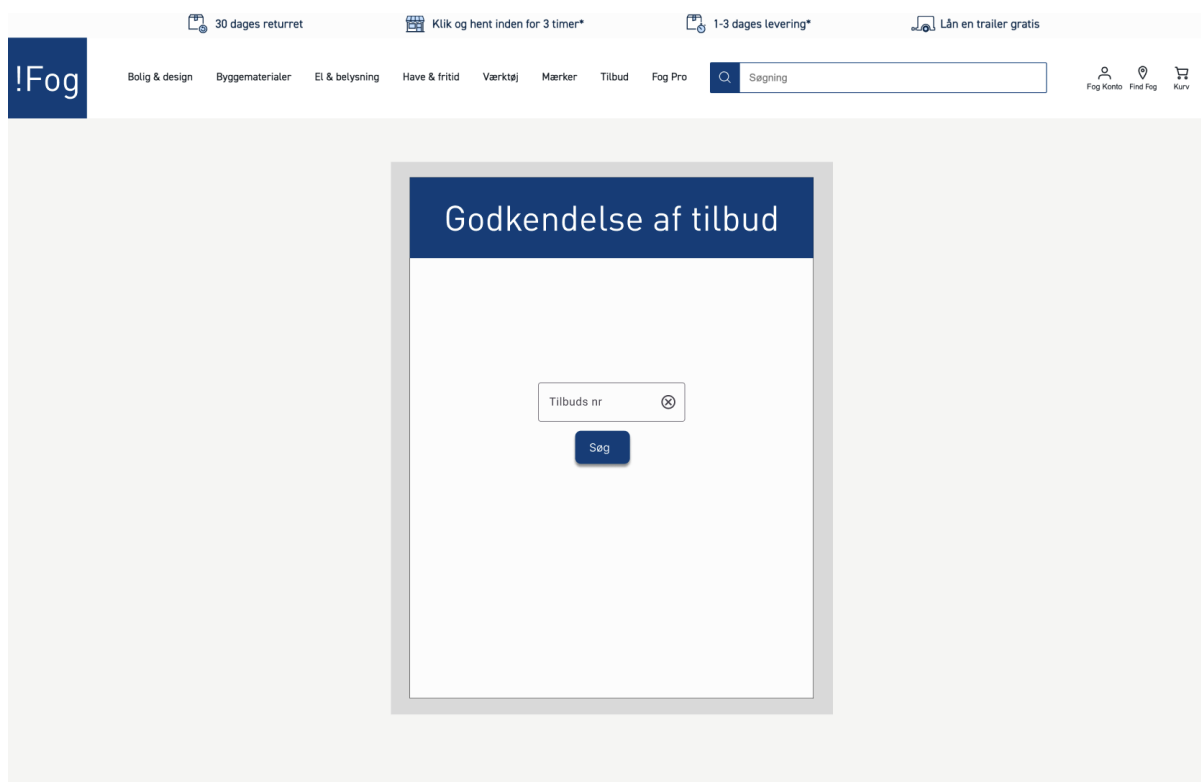 30 dages returret
Klik og hent inden for 3 timer*
1-3 dages levering*
Lån en trailer gratis
!Fog
Bolig & design
Byggematerialer
El & belysning
Have & fritid
Værktøj
Mærker
Tilbud
Fog Pro
Søgning
Fog Konto
Find Fog
Kurv
Godkendelse af tilbud
Tilbuds nr
Søg